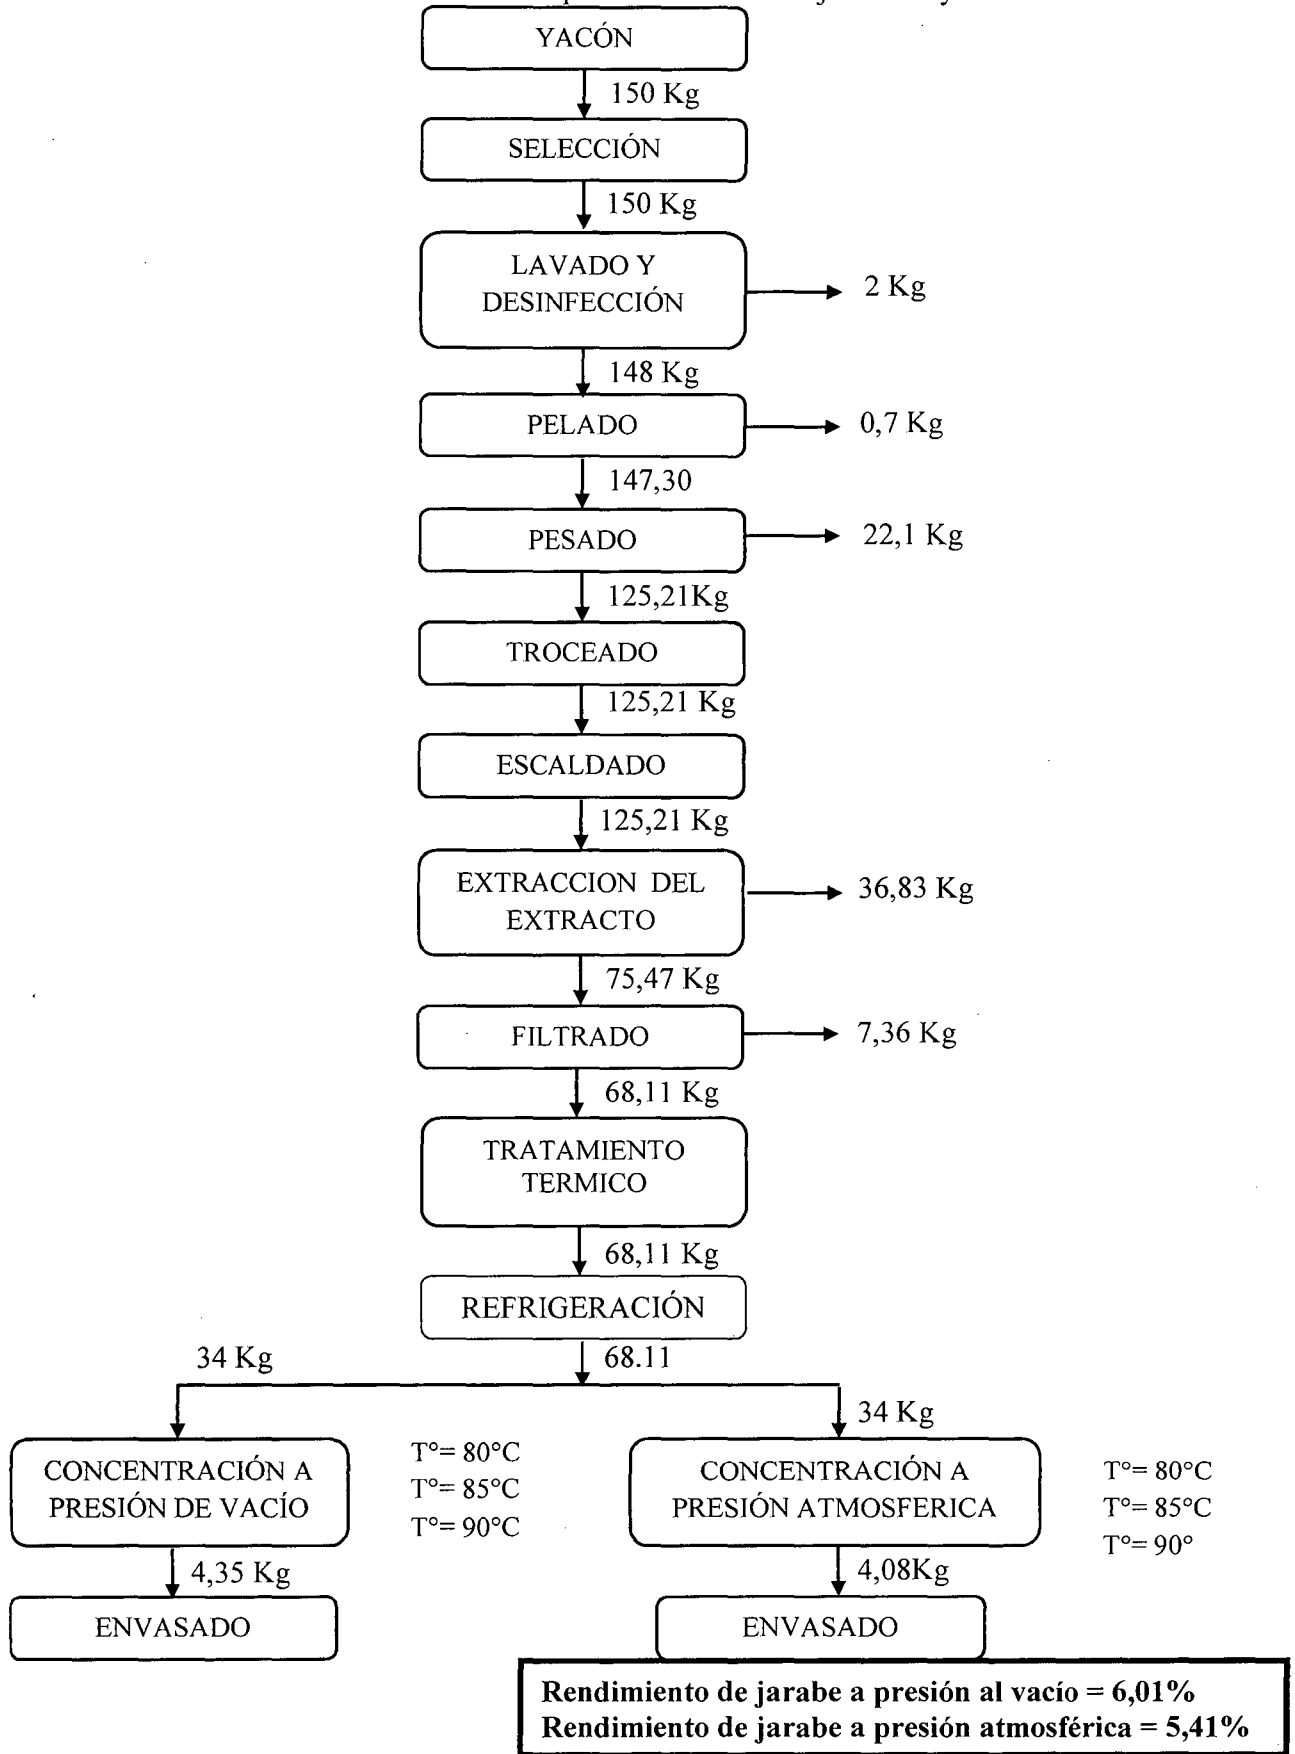 YACÓN
150 Kg
SELECCIÓN
150 Kg
LAVADO Y
DESINFECCIÓN
2 Kg
148 Kg
PELADO
0,7 Kg
147,30
PESADO
22,1 Kg
125,21Kg
TROCEADO
125,21 Kg
ESCALDADO
125,21 Kg
EXTRACCION DEL
EXTRACTO
36,83 Kg
75,47 Kg
FILTRADO
7,36 Kg
68,11 Kg
TRATAMIENTO
TERMICO
68,11 Kg
REFRIGERACIÓN
34 Kg
68.11
34 Kg
CONCENTRACIÓN A
PRESIÓN DE VACÍO
T°= 80°C
T°= 85°C
T°= 90°C
CONCENTRACIÓN A
PRESIÓN ATMOSFERICA
T°= 80°C
T°= 85°C
T°= 90°
4,35 Kg
4,08Kg
ENVASADO
ENVASADO
Rendimiento de jarabe a presión al vacío = 6,01%
Rendimiento de jarabe a presión atmosférica = 5,41%